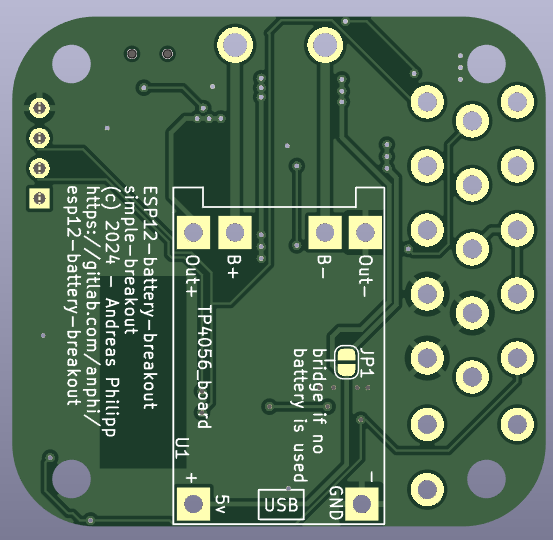 ESP12-battery-breakout
simple-breakout
(c) 2024 - Andreas Philipp
https://gitlab.com/anphi/
esp12-battery-breakout
Out+
B+
B-
Out-
TP4056_board
JP1
bridge if no
battery is used
U1
+
5v
USB
GND
-